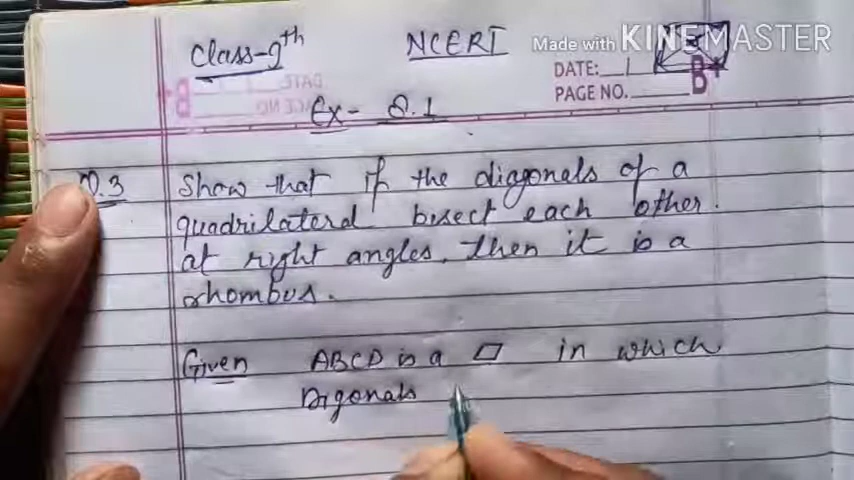 Made with KINEMASTER
Class-9th NCERT
DATE:
PAGE NO.
Ex- 8.1
Q.3 Show that if the diagonals of a
quadrilateral bisect each other.
at right angles, then it is a
rhombus.
Given ABCD is a ▱ in which
Digonals